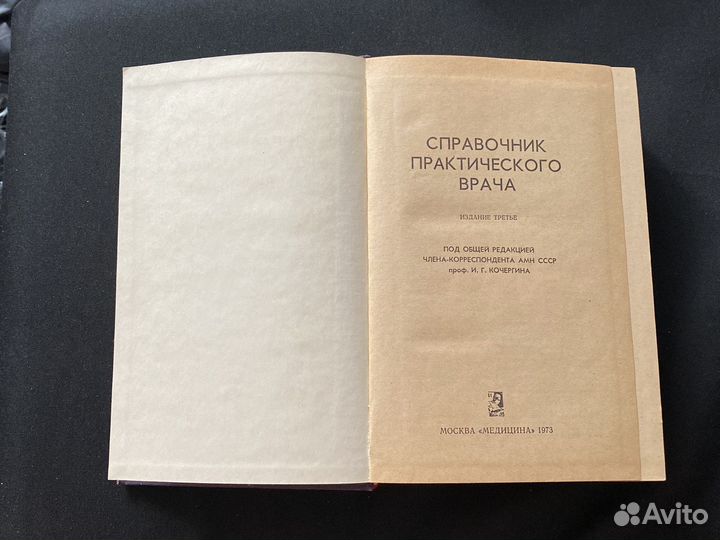 СПРАВОЧНИК
ПРАКТИЧЕСКОГО
ВРАЧА
ИЗДАНИЕ ТРЕТЬЕ
ПОД ОБЩЕЙ РЕДАКЦИЕЙ
ЧЛЕНА-КОРРЕСПОНДЕНТА АМН СССР
проф. И. Г. КОЧЕРГИНА
МОСКВА «МЕДИЦИНА» 1973
Avito